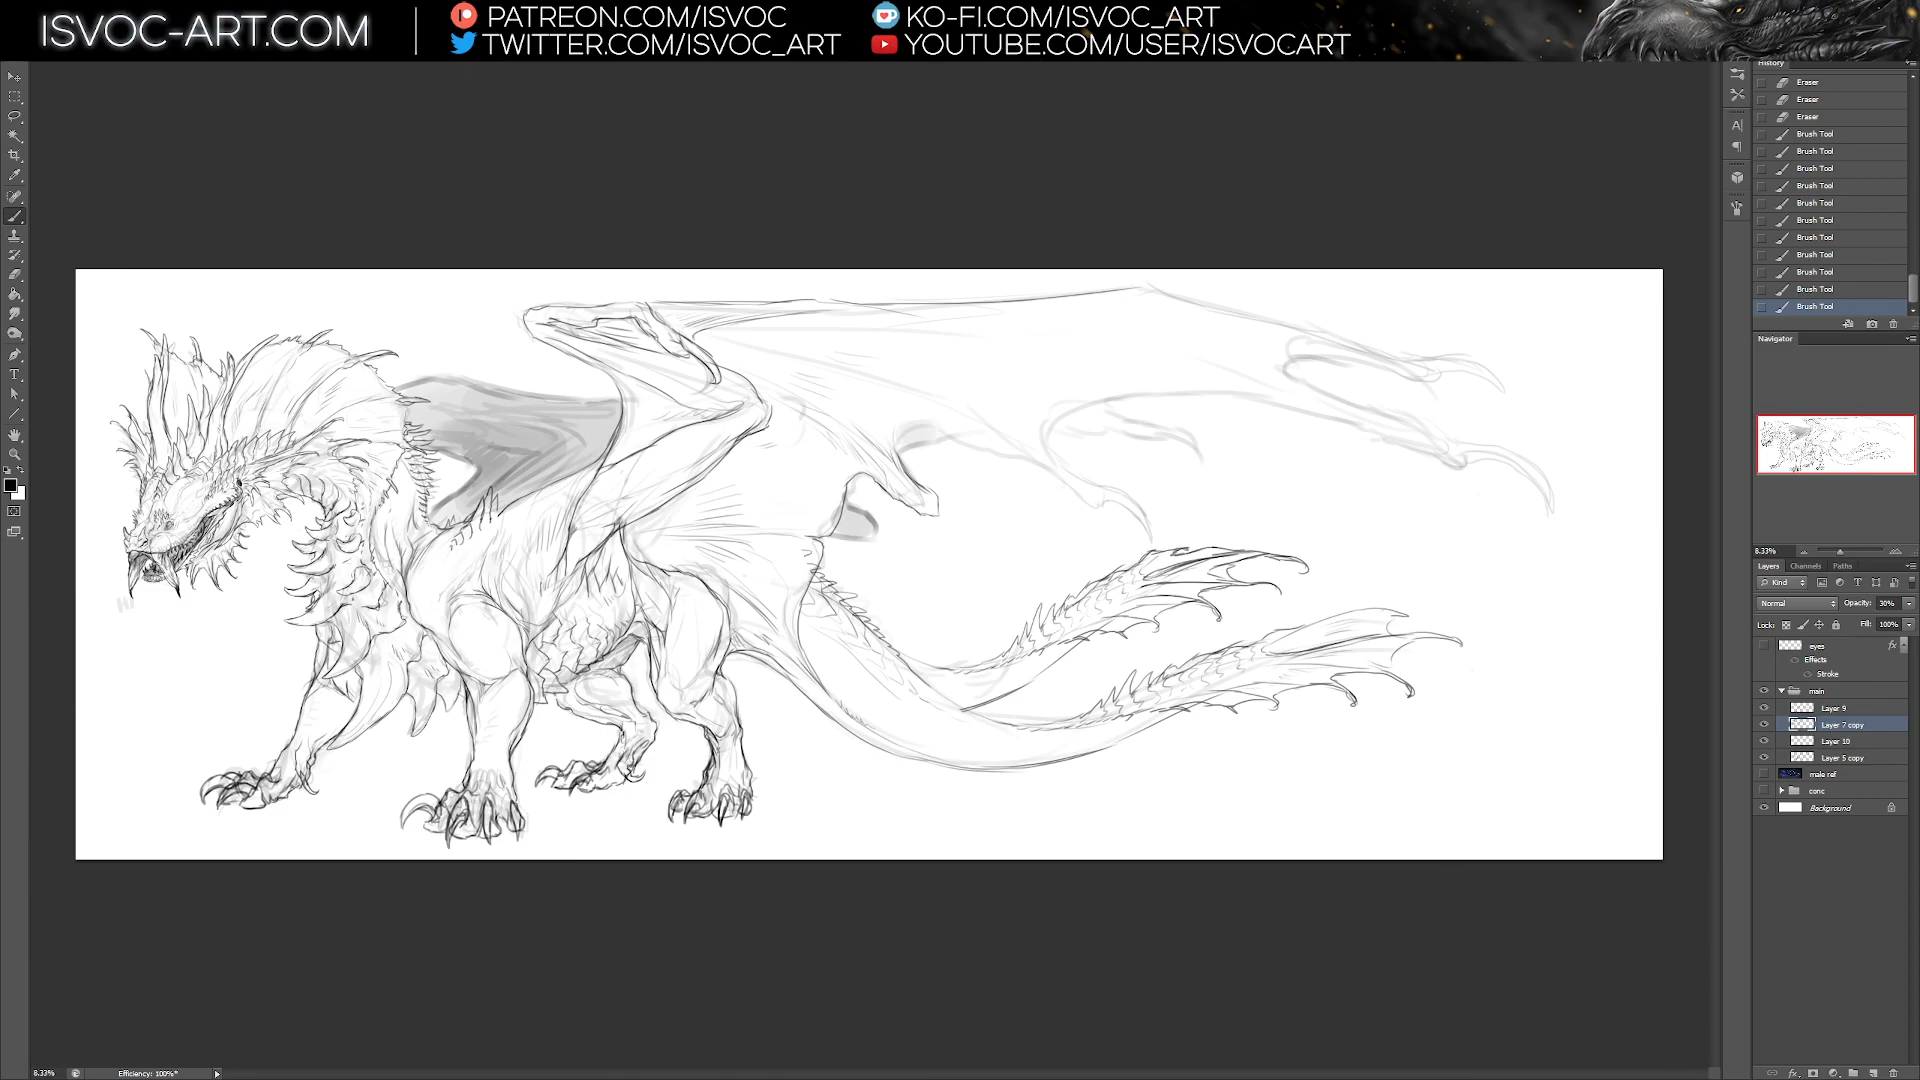 ISVOC-ART.COM
PATREON.COM/ISVOC
TWITTER.COM/ISVOC_ART
KO-FI.COM/ISVOC_ART
YOUTUBE.COM/USER/ISVOCART
History
Eraser
Eraser
Eraser
Brush Tool
Brush Tool
Brush Tool
Brush Tool
Brush Tool
Brush Tool
Brush Tool
Brush Tool
Brush Tool
Brush Tool
Brush Tool
Navigator
8.33%
Layers Channels Paths
Kind
Normal Opacity: 30%
Lock: Fill: 100%
eyes fx
Effects
Stroke
main
Layer 9
Layer 7 copy
Layer 10
Layer 5 copy
male ref
conc
Background
HI
8.33% Efficiency: 100%*